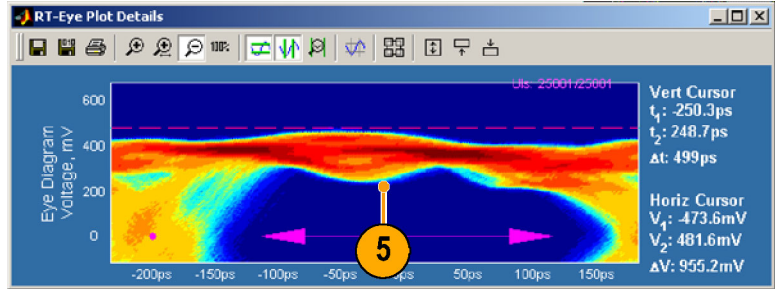 RT-Eye Plot Details
100%
UIs: 25001/25001
Eye Diagram
Voltage, mV
600
400
200
0
-200ps -150ps -100ps -50ps 50ps 100ps 150ps
5
Vert Cursor
t1: -250.3ps
t2: 248.7ps
Δt: 499ps
Horiz Cursor
V1: -473.6mV
V2: 481.6mV
ΔV: 955.2mV